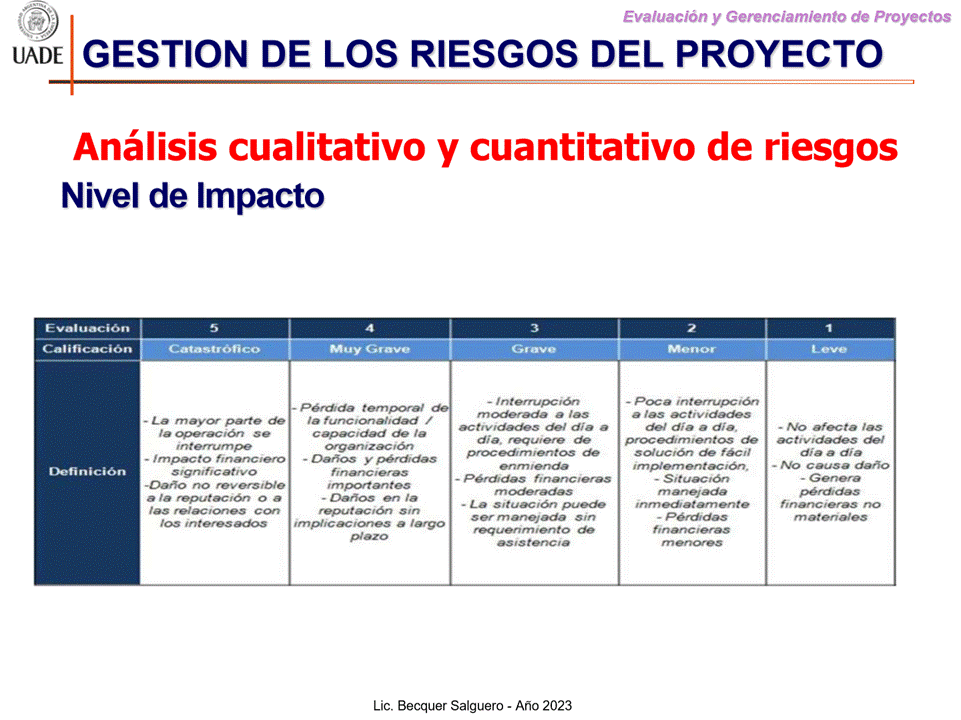 Evaluación y Gerenciamiento de Proyectos
UADE
GESTION DE LOS RIESGOS DEL PROYECTO
Análisis cualitativo y cuantitativo de riesgos
Nivel de Impacto
Evaluación 5 4 3 2 1
Calificación Catastrófico Muy Grave Grave Menor Leve
Definición
- La mayor parte de
la operación se
interrumpe
- Impacto financiero
significativo
-Daño no reversible
a la reputación o a
las relaciones con
los interesados
- Pérdida temporal de
la funcionalidad /
capacidad de la
organización
- Daños y pérdidas
financieras
importantes
- Daños en la
reputación sin
implicaciones a largo
plazo
- Interrupción
moderada a las
actividades del día a
día, requiere de
procedimientos de
enmienda
- Pérdidas financieras
moderadas
- La situación puede
ser manejada sin
requerimiento de
asistencia
- Poca interrupción
a las actividades
del día a día,
procedimientos de
solución de fácil
implementación,
- Situación
manejada
inmediatamente
- Pérdidas
financieras
menores
- No afecta las
actividades del
día a día
- No causa daño
- Genera
pérdidas
financieras no
materiales
Lic. Becquer Salguero - Año 2023